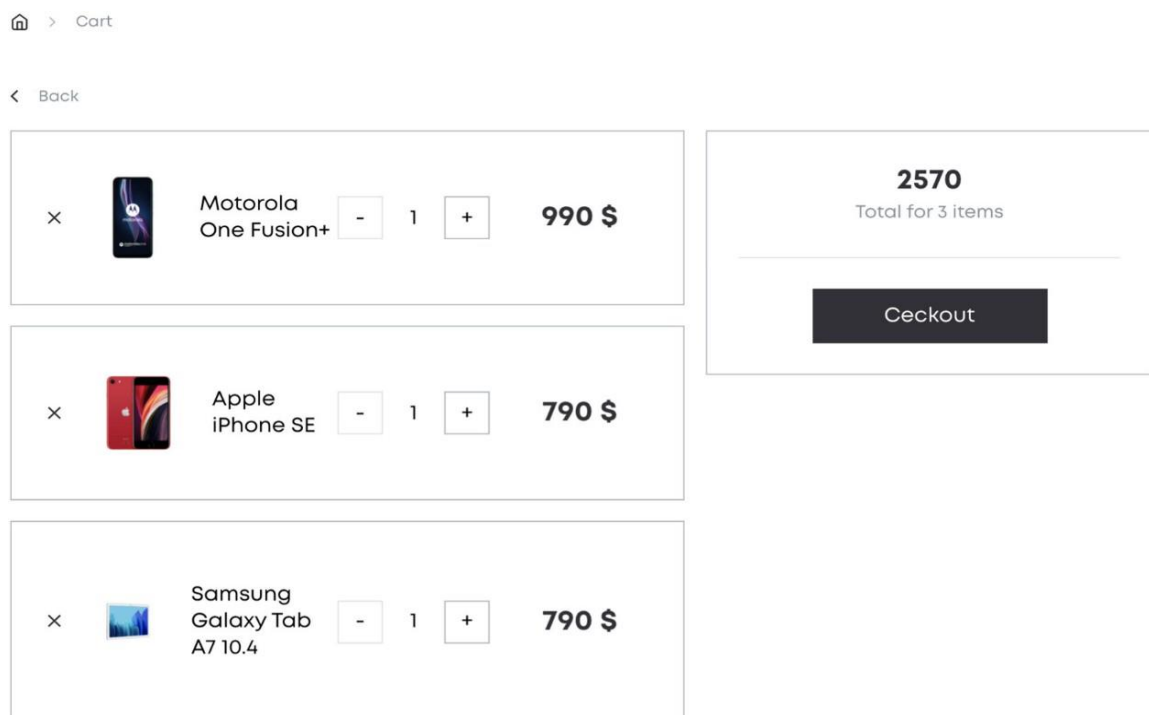 Cart
Back
Motorola
One Fusion+
- 1 +
990 $
Apple
iPhone SE
- 1 +
790 $
Samsung
Galaxy Tab
A7 10.4
- 1 +
790 $
2570
Total for 3 items
Ceckout